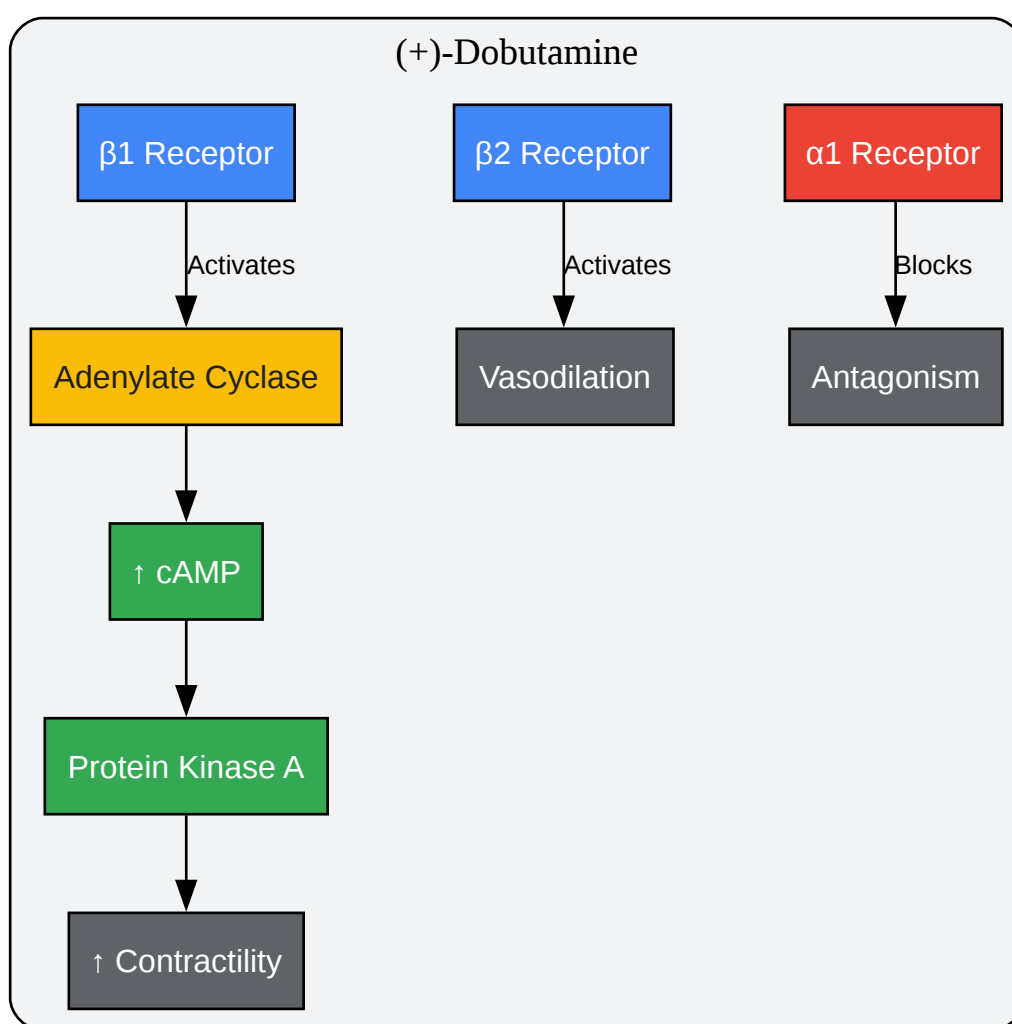 (+)-Dobutamine
β1 Receptor
β2 Receptor
α1 Receptor
Activates
Activates
Blocks
Adenylate Cyclase
Vasodilation
Antagonism
↑ cAMP
Protein Kinase A
↑ Contractility